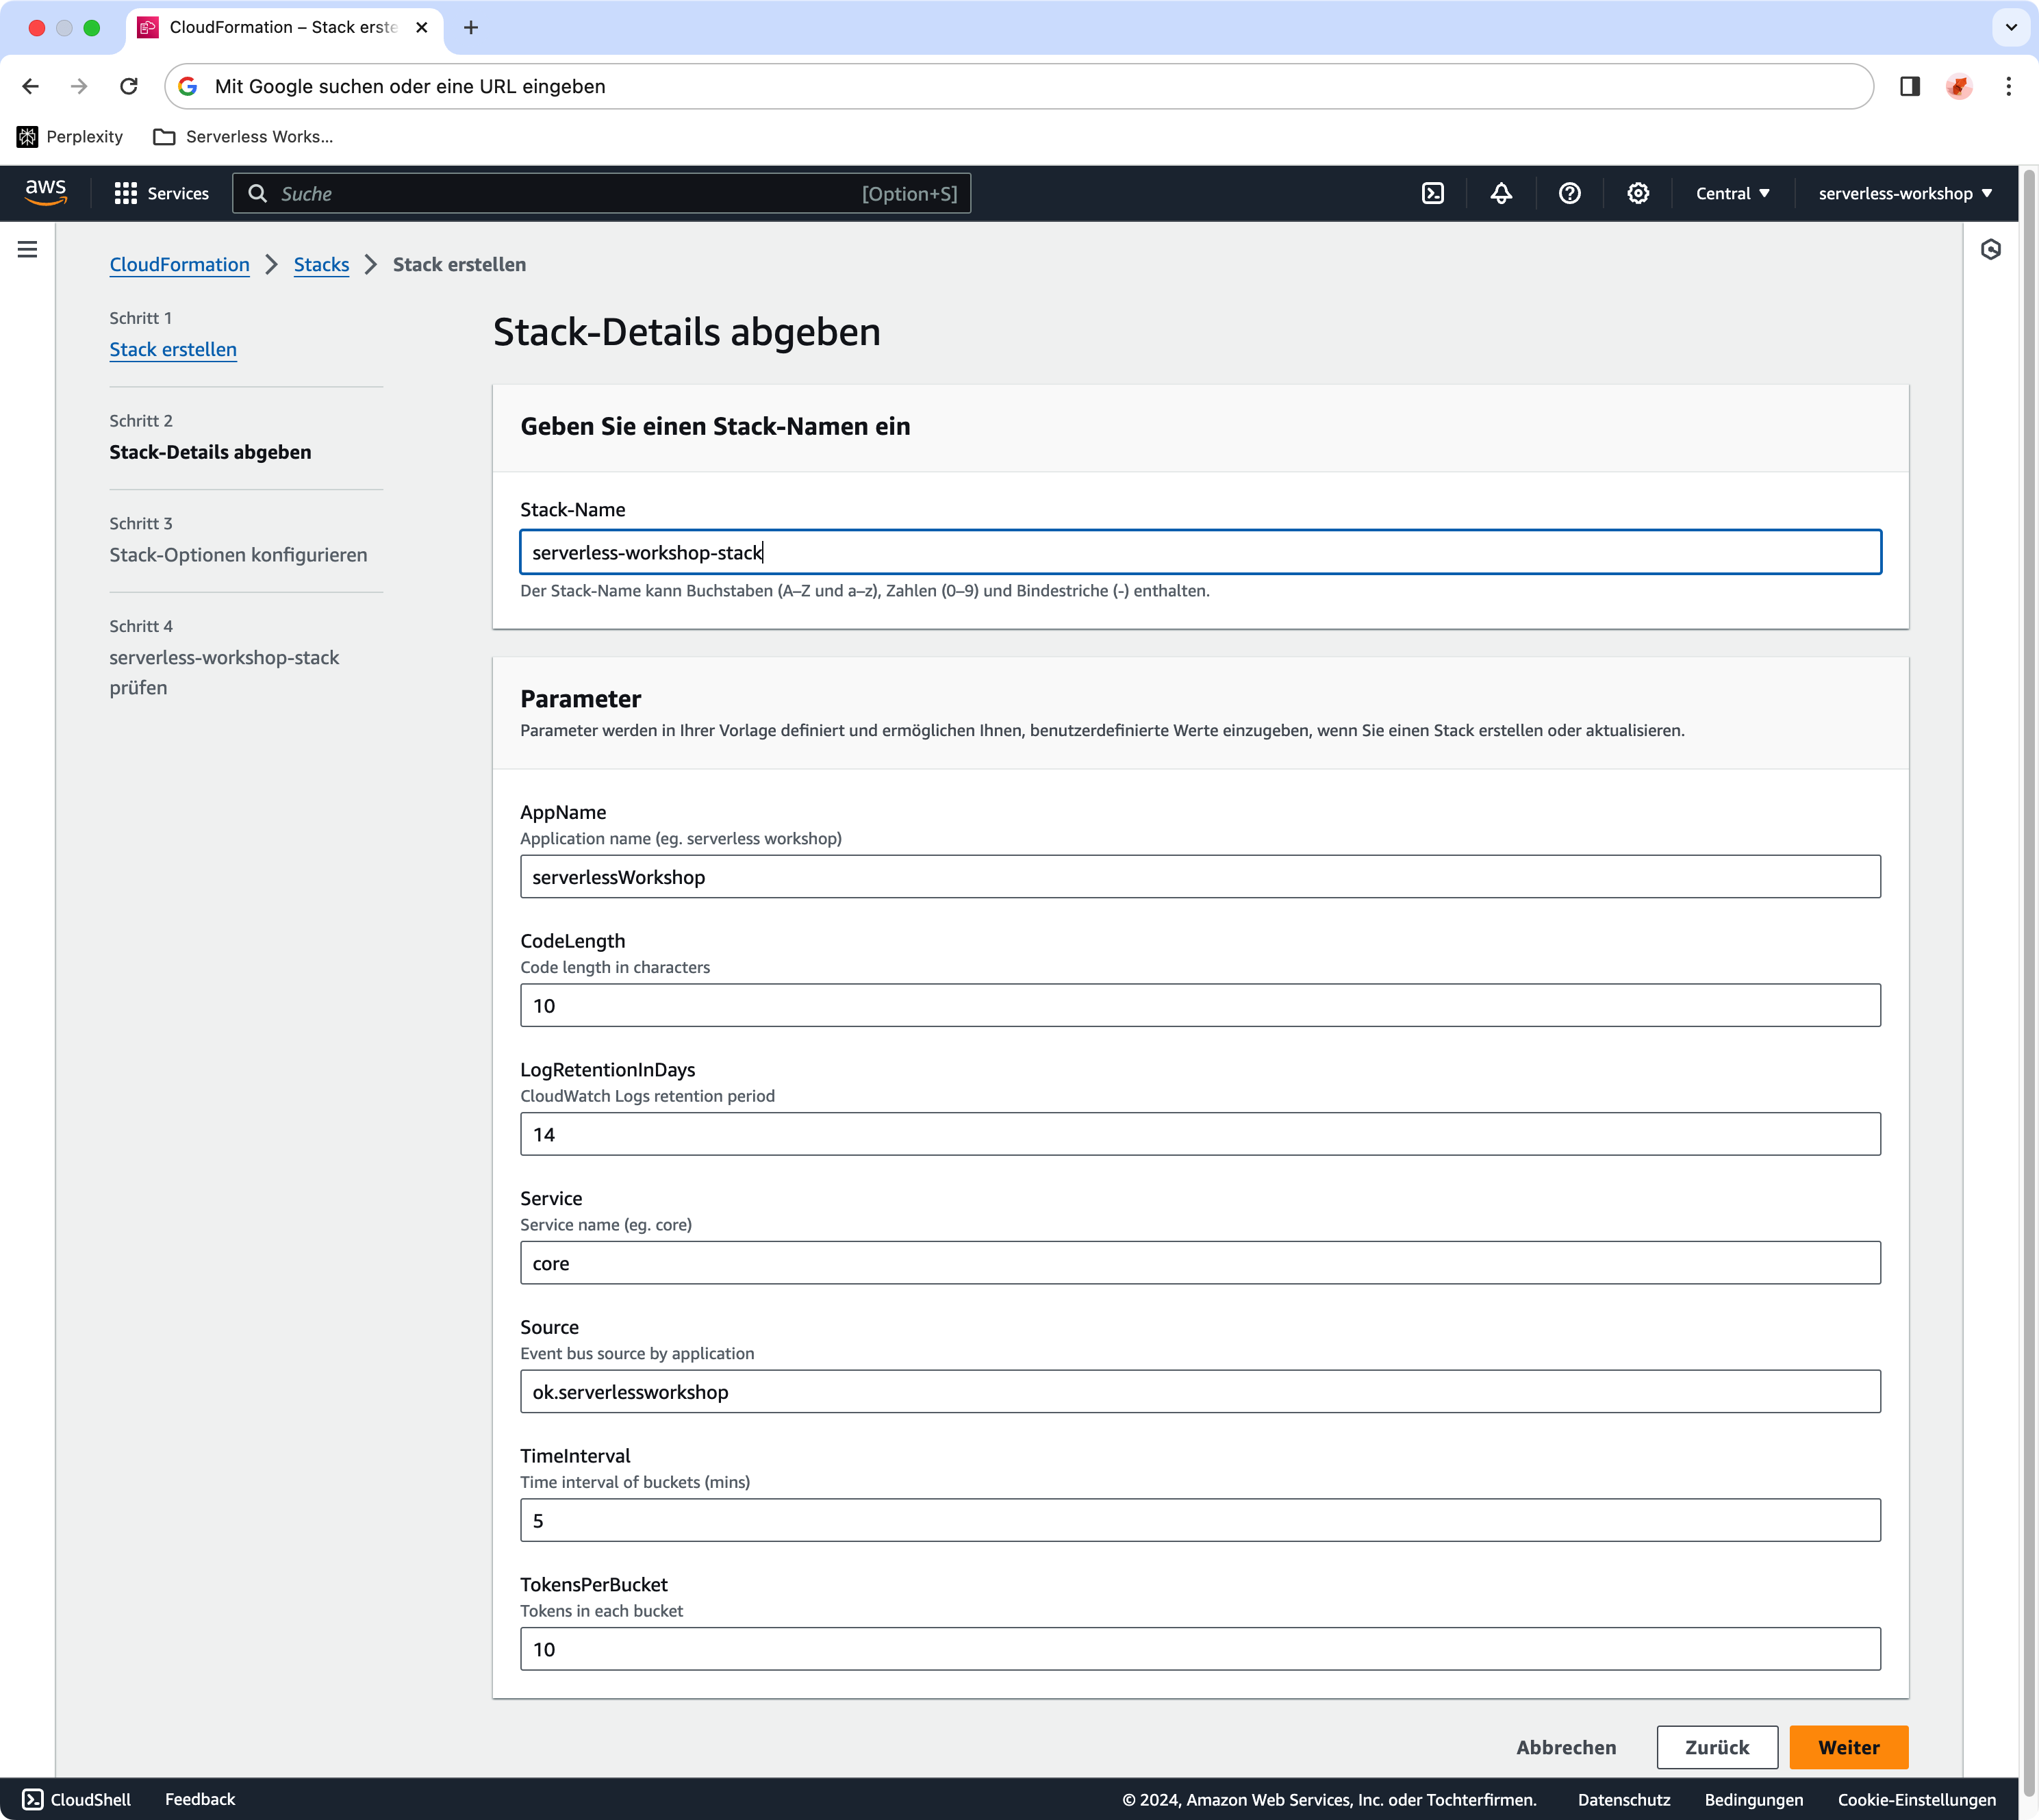 CloudFormation – Stack erste
Mit Google suchen oder eine URL eingeben
Perplexity
Serverless Works...
aws
Services
Suche
[Option+S]
Central
serverless-workshop
CloudFormation
Stacks
Stack erstellen
Schritt 1
Stack erstellen
Schritt 2
Stack-Details abgeben
Schritt 3
Stack-Optionen konfigurieren
Schritt 4
serverless-workshop-stack
prüfen
Stack-Details abgeben
Geben Sie einen Stack-Namen ein
Stack-Name
serverless-workshop-stack
Der Stack-Name kann Buchstaben (A–Z und a–z), Zahlen (0–9) und Bindestriche (-) enthalten.
Parameter
Parameter werden in Ihrer Vorlage definiert und ermöglichen Ihnen, benutzerdefinierte Werte einzugeben, wenn Sie einen Stack erstellen oder aktualisieren.
AppName
Application name (eg. serverless workshop)
serverlessWorkshop
CodeLength
Code length in characters
10
LogRetentionInDays
CloudWatch Logs retention period
14
Service
Service name (eg. core)
core
Source
Event bus source by application
ok.serverlessworkshop
TimeInterval
Time interval of buckets (mins)
5
TokensPerBucket
Tokens in each bucket
10
Abbrechen
Zurück
Weiter
CloudShell
Feedback
© 2024, Amazon Web Services, Inc. oder Tochterfirmen.
Datenschutz
Bedingungen
Cookie-Einstellungen